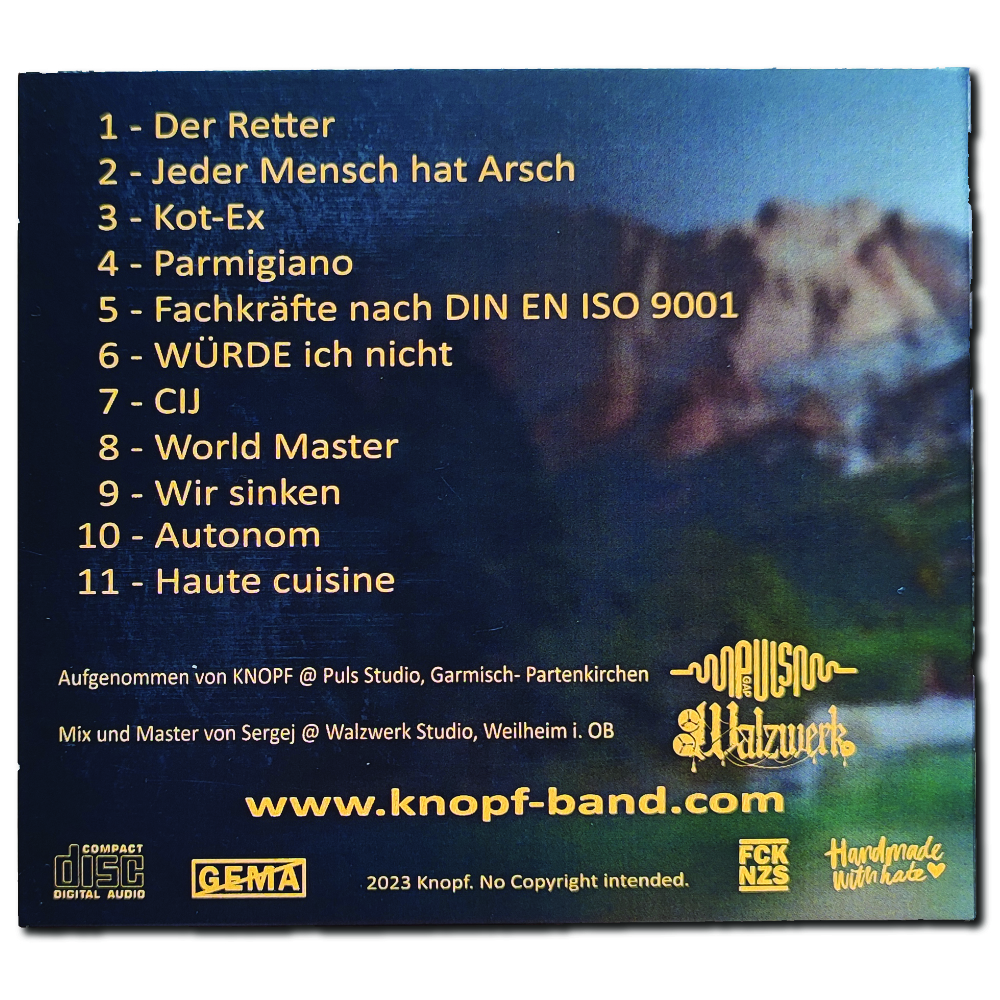 1 - Der Retter
2 - Jeder Mensch hat Arsch
3 - Kot-Ex
4 - Parmigiano
5 - Fachkräfte nach DIN EN ISO 9001
6 - WÜRDE ich nicht
7 - CIJ
8 - World Master
9 - Wir sinken
10 - Autonom
11 - Haute cuisine
Aufgenommen von KNOPF @ Puls Studio, Garmisch- Partenkirchen
PULS
GAP
Mix und Master von Sergej @ Walzwerk Studio, Weilheim i. OB
Walzwerk
www.knopf-band.com
COMPACT
disc
DIGITAL AUDIO
GEMA
2023 Knopf. No Copyright intended.
FCK
NZS
Handmade
with hate